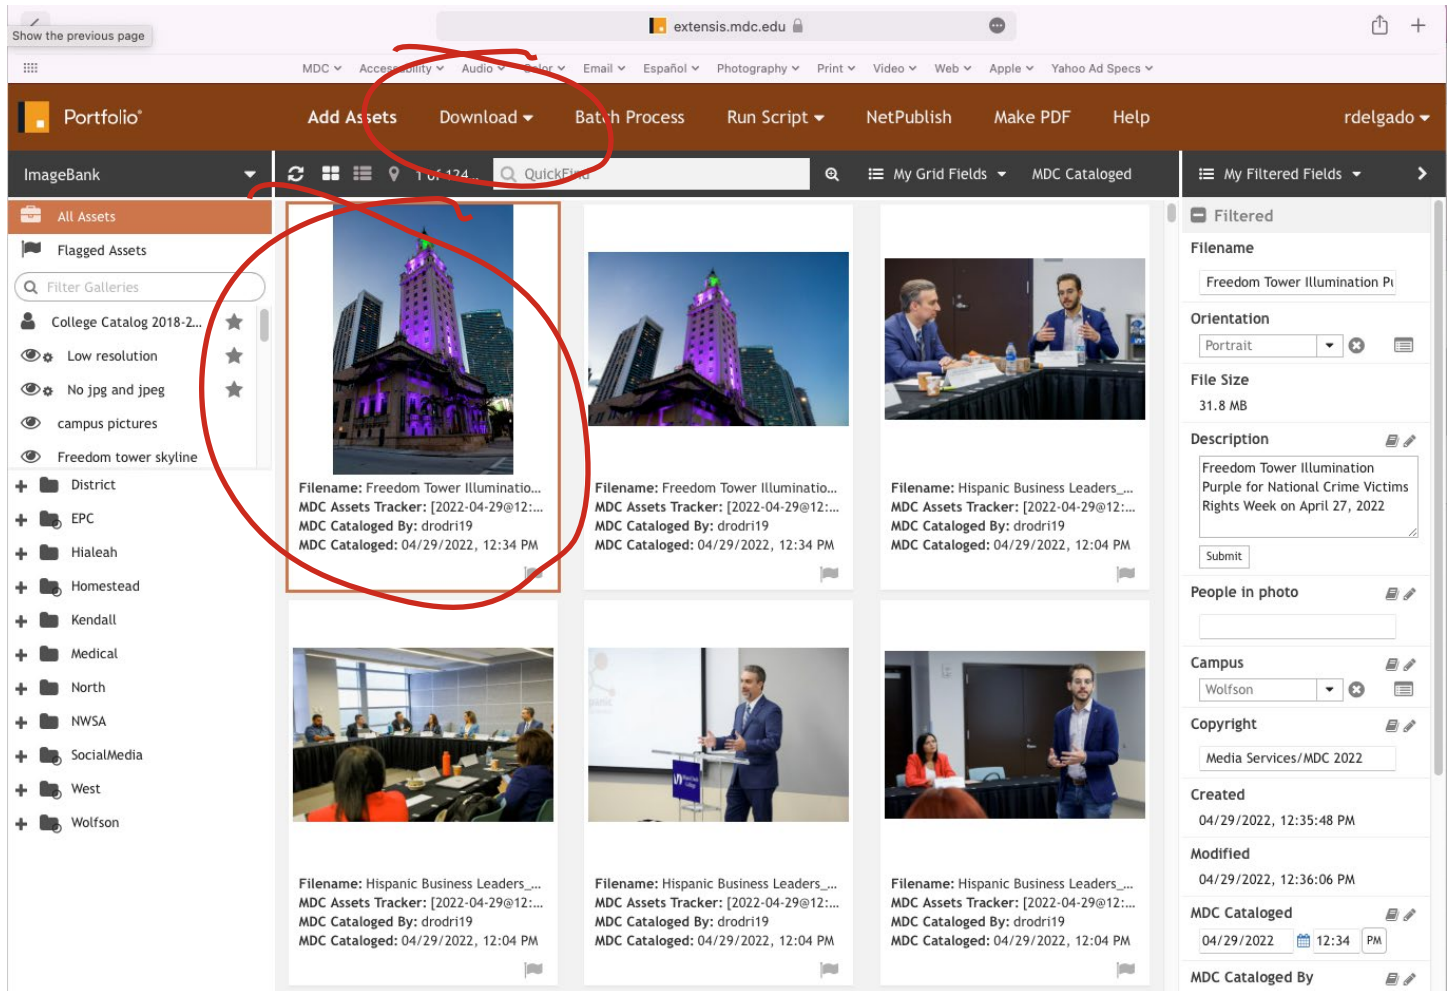 extensis.mdc.edu
Show the previous page
MDC Accessibility Audio Color Email Español Photography Print Video Web Apple Yahoo Ad Specs
Portfolio®
Add Assets Download Batch Process Run Script NetPublish Make PDF Help rdelgado
ImageBank
1 of 124... QuickFind My Grid Fields MDC Cataloged My Filtered Fields
All Assets
Flagged Assets
Filter Galleries
College Catalog 2018-2...
Low resolution
No jpg and jpeg
campus pictures
Freedom tower skyline
District
EPC
Hialeah
Homestead
Kendall
Medical
North
NWSA
SocialMedia
West
Wolfson
Filename: Freedom Tower Illuminatio...
MDC Assets Tracker: [2022-04-29@12:...
MDC Cataloged By: drodri19
MDC Cataloged: 04/29/2022, 12:34 PM
Filename: Freedom Tower Illuminatio...
MDC Assets Tracker: [2022-04-29@12:...
MDC Cataloged By: drodri19
MDC Cataloged: 04/29/2022, 12:34 PM
Filename: Hispanic Business Leaders_...
MDC Assets Tracker: [2022-04-29@12:...
MDC Cataloged By: drodri19
MDC Cataloged: 04/29/2022, 12:04 PM
Filename: Hispanic Business Leaders_...
MDC Assets Tracker: [2022-04-29@12:...
MDC Cataloged By: drodri19
MDC Cataloged: 04/29/2022, 12:04 PM
Filename: Hispanic Business Leaders_...
MDC Assets Tracker: [2022-04-29@12:...
MDC Cataloged By: drodri19
MDC Cataloged: 04/29/2022, 12:04 PM
Filename: Hispanic Business Leaders_...
MDC Assets Tracker: [2022-04-29@12:...
MDC Cataloged By: drodri19
MDC Cataloged: 04/29/2022, 12:04 PM
Filtered
Filename
Freedom Tower Illumination Pu
Orientation
Portrait
File Size
31.8 MB
Description
Freedom Tower Illumination
Purple for National Crime Victims
Rights Week on April 27, 2022
Submit
People in photo
Campus
Wolfson
Copyright
Media Services/MDC 2022
Created
04/29/2022, 12:35:48 PM
Modified
04/29/2022, 12:36:06 PM
MDC Cataloged
04/29/2022 12:34 PM
MDC Cataloged By